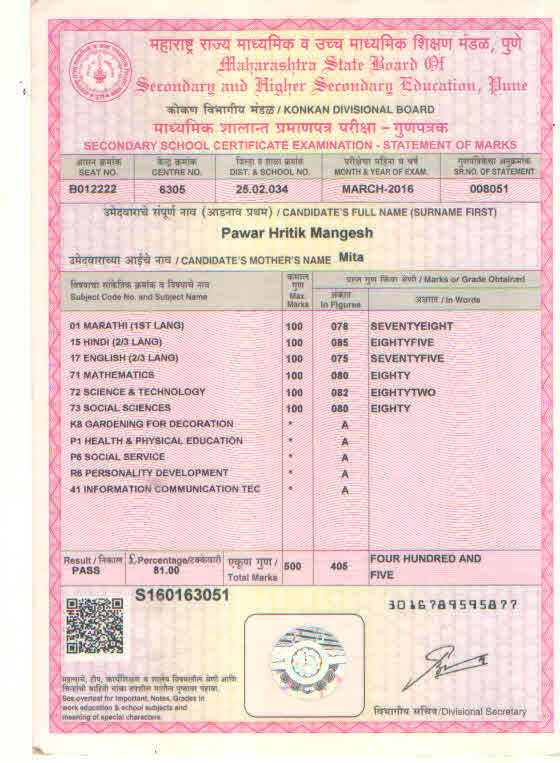 महाराष्ट्र राज्य माध्यमिक व उच्च माध्यमिक शिक्षण मंडळ, पुणे
Maharashtra State Board Of
Secondary and Higher Secondary Education, Pune
कोकण विभागीय मंडळ / KONKAN DIVISIONAL BOARD
माध्यमिक शालान्त प्रमाणपत्र परीक्षा – गुणपत्रक
SECONDARY SCHOOL CERTIFICATE EXAMINATION - STATEMENT OF MARKS
आसन क्रमांक केन्द्र क्रमांक जिल्हा व शाळा क्रमांक परीक्षेचा महिना व वर्ष गुणपत्रिकेचा अनुक्रमांक
SEAT NO. CENTRE NO. DIST. & SCHOOL NO. MONTH & YEAR OF EXAM. SR.NO. OF STATEMENT
B012222 6305 25.02.034 MARCH-2016 008051
उमेदवाराचे संपूर्ण नाव (आडनाव प्रथम) / CANDIDATE'S FULL NAME (SURNAME FIRST)
Pawar Hritik Mangesh
उमेदवाराच्या आईचे नाव / CANDIDATE'S MOTHER'S NAME Mita
विषयाचा सांकेतिक क्रमांक व विषयाचे नाव
Subject Code No. and Subject Name
कमाल गुण
Max. Marks
प्राप्त गुण किंवा श्रेणी / Marks or Grade Obtained
अंकात
In Figures
अक्षरात / In Words
01 MARATHI (1ST LANG) 100 078 SEVENTYEIGHT
15 HINDI (2/3 LANG) 100 085 EIGHTYFIVE
17 ENGLISH (2/3 LANG) 100 075 SEVENTYFIVE
71 MATHEMATICS 100 080 EIGHTY
72 SCIENCE & TECHNOLOGY 100 082 EIGHTYTWO
73 SOCIAL SCIENCES 100 080 EIGHTY
K8 GARDENING FOR DECORATION * A
P1 HEALTH & PHYSICAL EDUCATION * A
P6 SOCIAL SERVICE * A
R6 PERSONALITY DEVELOPMENT * A
41 INFORMATION COMMUNICATION TEC * A
Result / निकाल £ Percentage/टक्केवारी एकूण गुण / 500 405 FOUR HUNDRED AND
PASS 81.00 Total Marks FIVE
S160163051
3016789595877
See overleaf for Important, Notes, Grades in
work education & school subjects and
meaning of special characters.
विभागीय सचिव/Divisional Secretary